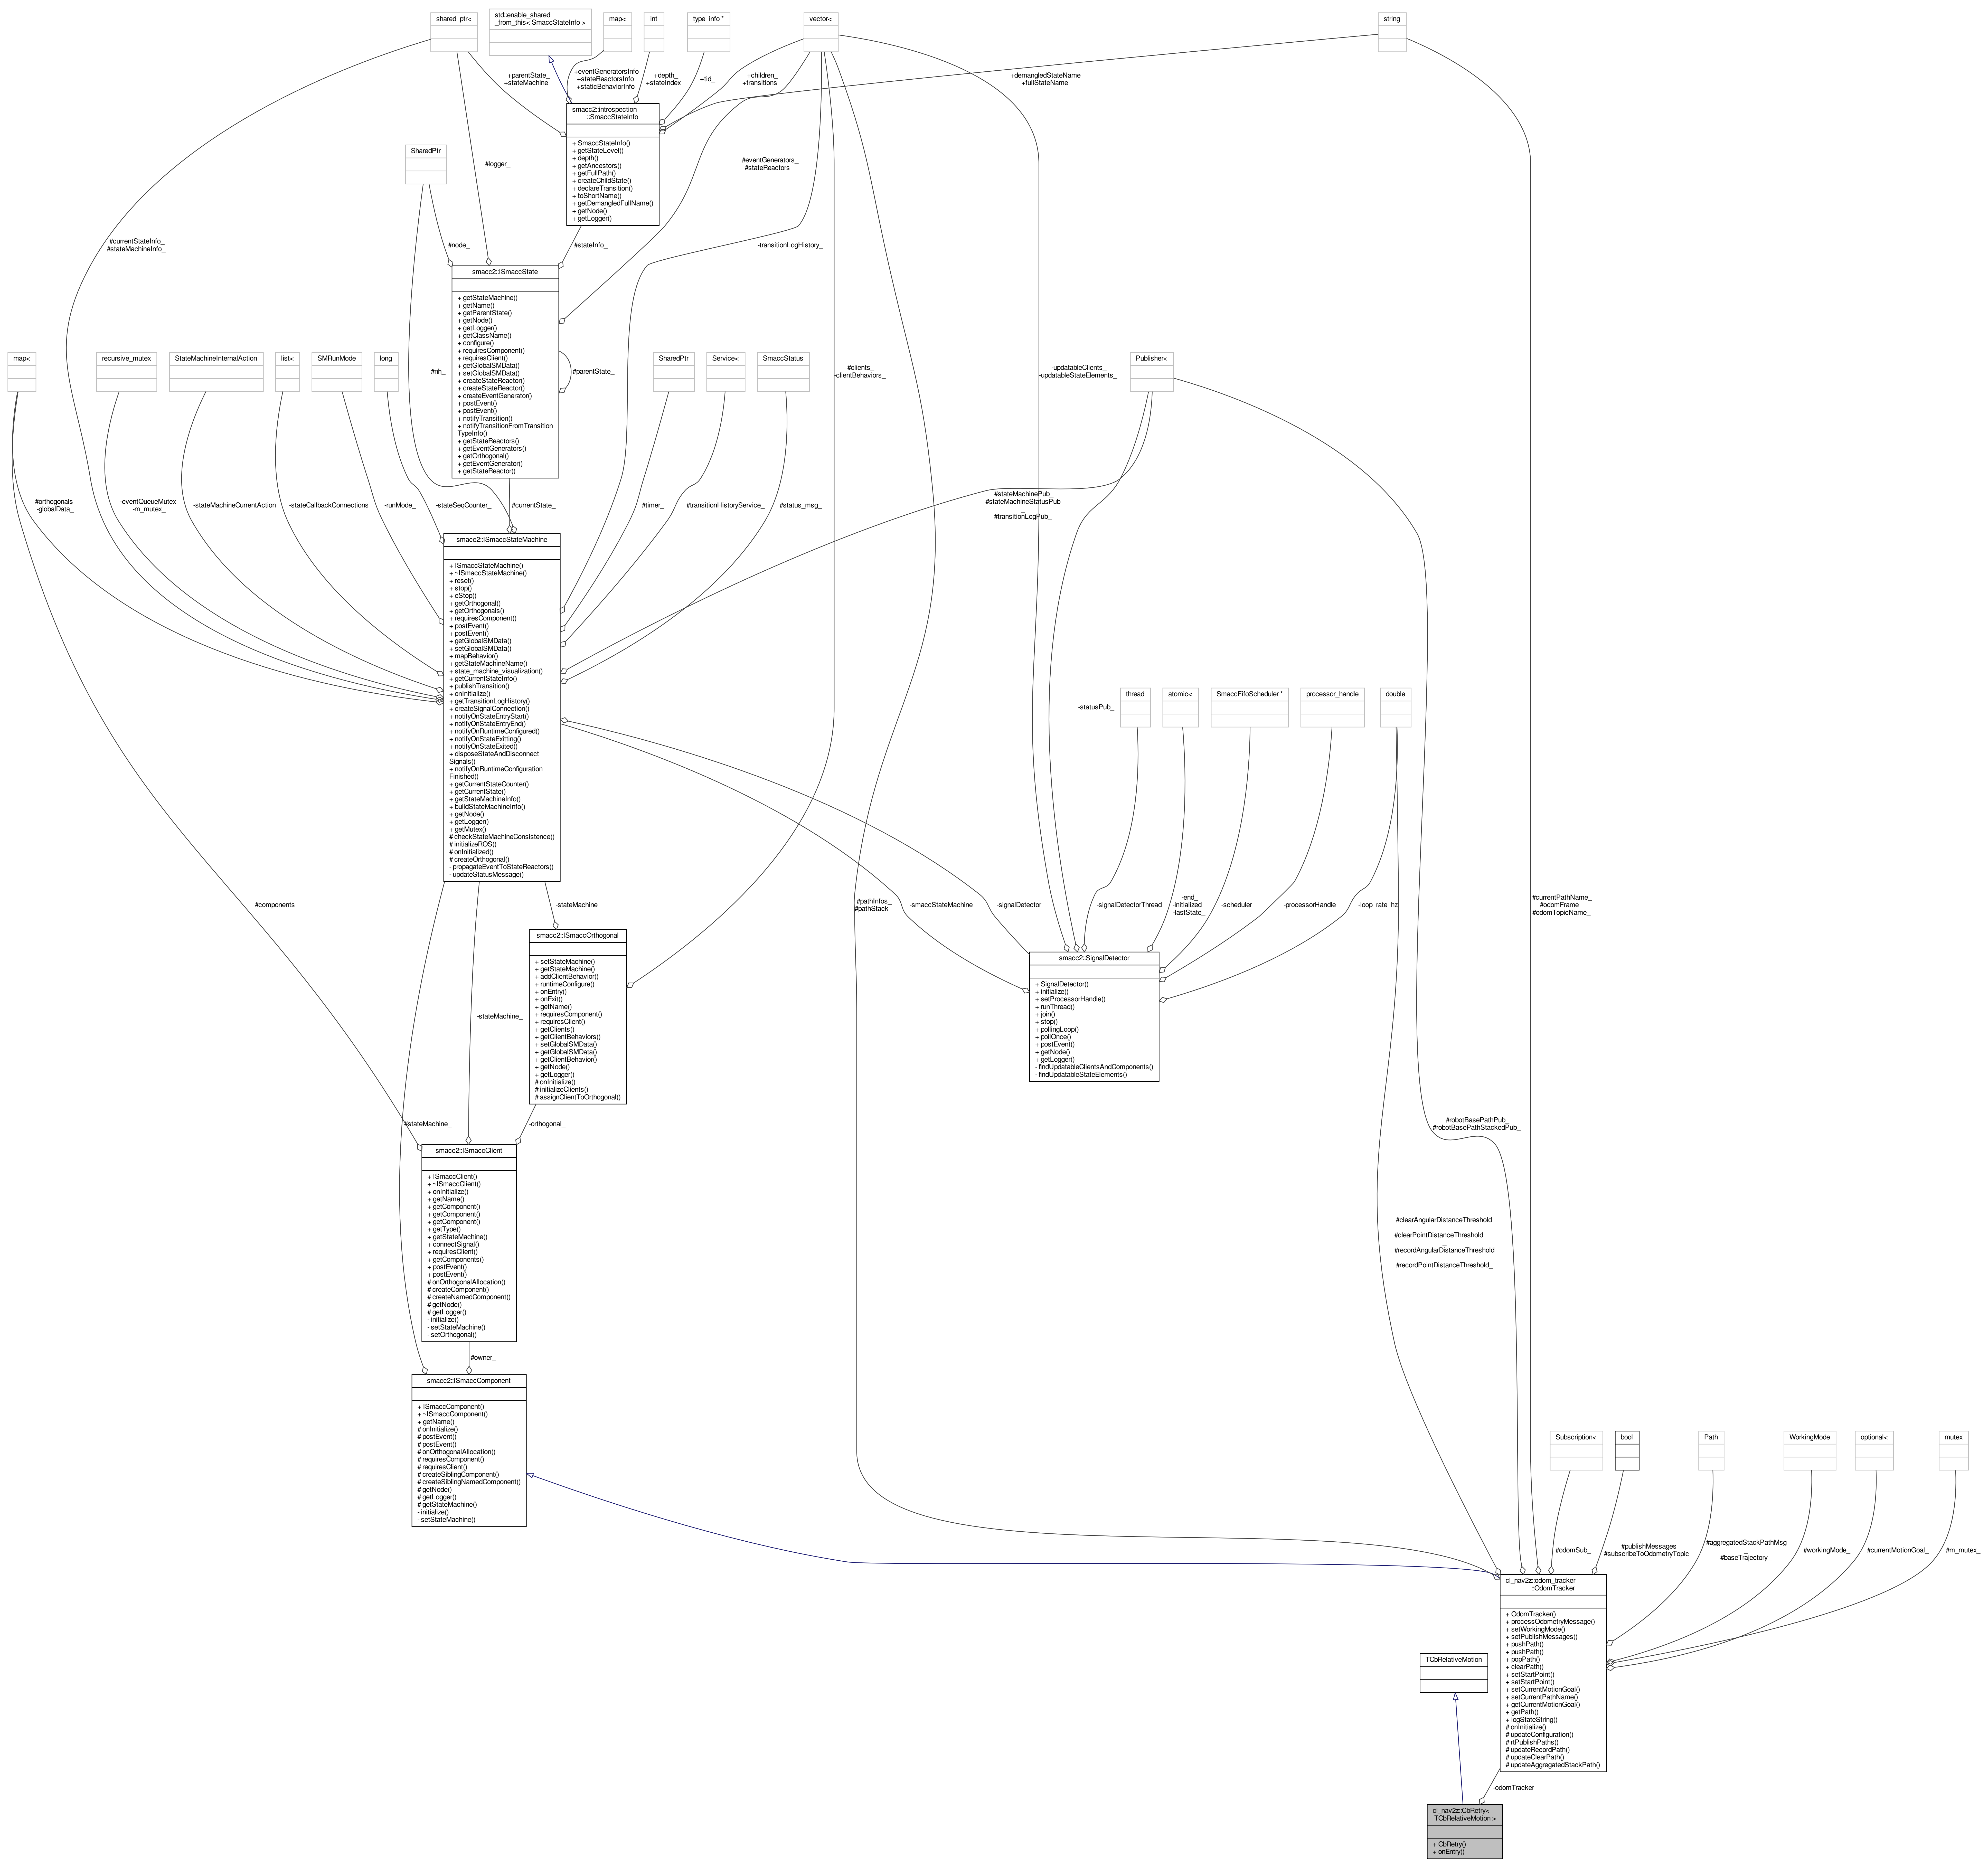 shared_ptr<
std::enable_shared
_from_this< SmaccStateInfo >
map<
int
type_info *
vector<
string
+parentState_
+stateMachine_
+eventGeneratorsInfo
+stateReactorsInfo
+staticBehaviorInfo
+depth_
+stateIndex_
+tid_
+children_
+transitions_
+demangledStateName
+fullStateName
smacc2::introspection
::SmaccStateInfo
+ SmaccStateInfo()
+ getStateLevel()
+ depth()
+ getAncestors()
+ getFullPath()
+ createChildState()
+ declareTransition()
+ toShortName()
+ getDemangledFullName()
+ getNode()
+ getLogger()
SharedPtr
#logger_
#eventGenerators_
#stateReactors_
#currentStateInfo_
#stateMachineInfo_
#node_
#stateInfo_
-transitionLogHistory_
smacc2::ISmaccState
+ getStateMachine()
+ getName()
+ getParentState()
+ getNode()
+ getLogger()
+ getClassName()
+ configure()
+ requiresComponent()
+ requiresClient()
+ getGlobalSMData()
+ setGlobalSMData()
+ createStateReactor()
+ createStateReactor()
+ createEventGenerator()
+ postEvent()
+ postEvent()
+ notifyTransition()
+ notifyTransitionFromTransition
TypeInfo()
+ getStateReactors()
+ getEventGenerators()
+ getOrthogonal()
+ getEventGenerator()
+ getStateReactor()
map<
recursive_mutex
StateMachineInternalAction
list<
SMRunMode
long
#nh_
#parentState_
SharedPtr
Service<
SmaccStatus
#clients_
-clientBehaviors_
-updatableClients_
-updatableStateElements_
Publisher<
#orthogonals_
-globalData_
-eventQueueMutex_
-m_mutex_
-stateMachineCurrentAction
-stateCallbackConnections
-runMode_
-stateSeqCounter_
#currentState_
#timer_
#transitionHistoryService_
#status_msg_
#stateMachinePub_
#stateMachineStatusPub
_
#transitionLogPub_
smacc2::ISmaccStateMachine
+ ISmaccStateMachine()
+ ~ISmaccStateMachine()
+ reset()
+ stop()
+ eStop()
+ getOrthogonal()
+ getOrthogonals()
+ requiresComponent()
+ postEvent()
+ postEvent()
+ getGlobalSMData()
+ setGlobalSMData()
+ mapBehavior()
+ getStateMachineName()
+ state_machine_visualization()
+ getCurrentStateInfo()
+ publishTransition()
+ onInitialize()
+ getTransitionLogHistory()
+ createSignalConnection()
+ notifyOnStateEntryStart()
+ notifyOnStateEntryEnd()
+ notifyOnRuntimeConfigured()
+ notifyOnStateExitting()
+ notifyOnStateExited()
+ disposeStateAndDisconnect
Signals()
+ notifyOnRuntimeConfiguration
Finished()
+ getCurrentStateCounter()
+ getCurrentState()
+ getStateMachineInfo()
+ buildStateMachineInfo()
+ getNode()
+ getLogger()
+ getMutex()
# checkStateMachineConsistence()
# initializeROS()
# onInitialized()
# createOrthogonal()
- propagateEventToStateReactors()
- updateStatusMessage()
-statusPub_
thread
atomic<
SmaccFifoScheduler *
processor_handle
double
#components_
-stateMachine_
#pathInfos_
#pathStack_
-smaccStateMachine_
-signalDetector_
-signalDetectorThread_
-end_
-initialized_
-lastState_
-scheduler_
-processorHandle_
-loop_rate_hz
#currentPathName_
#odomFrame_
#odomTopicName_
smacc2::ISmaccOrthogonal
+ setStateMachine()
+ getStateMachine()
+ addClientBehavior()
+ runtimeConfigure()
+ onEntry()
+ onExit()
+ getName()
+ requiresComponent()
+ requiresClient()
+ getClients()
+ getClientBehaviors()
+ setGlobalSMData()
+ getGlobalSMData()
+ getClientBehavior()
+ getNode()
+ getLogger()
# onInitialize()
# initializeClients()
# assignClientToOrthogonal()
smacc2::SignalDetector
+ SignalDetector()
+ initialize()
+ setProcessorHandle()
+ runThread()
+ join()
+ stop()
+ pollingLoop()
+ pollOnce()
+ postEvent()
+ getNode()
+ getLogger()
- findUpdatableClientsAndComponents()
- findUpdatableStateElements()
-stateMachine_
#stateMachine_
-orthogonal_
#robotBasePathPub_
#robotBasePathStackedPub_
smacc2::ISmaccClient
+ ISmaccClient()
+ ~ISmaccClient()
+ onInitialize()
+ getName()
+ getComponent()
+ getComponent()
+ getComponent()
+ getType()
+ getStateMachine()
+ connectSignal()
+ requiresClient()
+ getComponents()
+ postEvent()
+ postEvent()
# onOrthogonalAllocation()
# createComponent()
# createNamedComponent()
# getNode()
# getLogger()
- initialize()
- setStateMachine()
- setOrthogonal()
#clearAngularDistanceThreshold
_
#clearPointDistanceThreshold
_
#recordAngularDistanceThreshold
_
#recordPointDistanceThreshold_
#owner_
smacc2::ISmaccComponent
+ ISmaccComponent()
+ ~ISmaccComponent()
+ getName()
# onInitialize()
# postEvent()
# postEvent()
# onOrthogonalAllocation()
# requiresComponent()
# requiresClient()
# createSiblingComponent()
# createSiblingNamedComponent()
# getNode()
# getLogger()
# getStateMachine()
- initialize()
- setStateMachine()
Subscription<
bool
Path
WorkingMode
optional<
mutex
#odomSub_
#publishMessages
#subscribeToOdometryTopic_
#aggregatedStackPathMsg
_
#baseTrajectory_
#workingMode_
#currentMotionGoal_
#m_mutex_
cl_nav2z::odom_tracker
::OdomTracker
+ OdomTracker()
+ processOdometryMessage()
+ setWorkingMode()
+ setPublishMessages()
+ pushPath()
+ pushPath()
+ popPath()
+ clearPath()
+ setStartPoint()
+ setStartPoint()
+ setCurrentMotionGoal()
+ setCurrentPathName()
+ getCurrentMotionGoal()
+ getPath()
+ logStateString()
# onInitialize()
# updateConfiguration()
# rtPublishPaths()
# updateRecordPath()
# updateClearPath()
# updateAggregatedStackPath()
TCbRelativeMotion
-odomTracker_
cl_nav2z::CbRetry<
TCbRelativeMotion >
+ CbRetry()
+ onEntry()